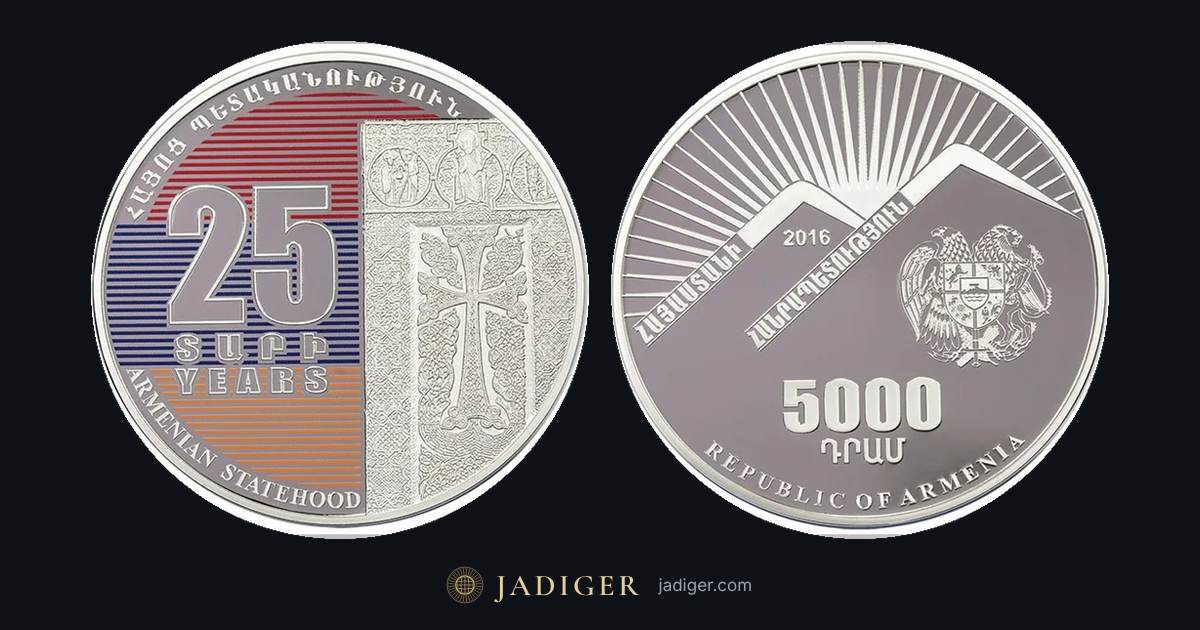 ՀԱՅՈՑ ՊԵՏԱԿԱՆՈՒԹՅՈՒՆ
25
ՏԱՐԻ
YEARS
ARMENIAN STATEHOOD
2016
ՀԱՅԱՍՏԱՆԻ
ՀԱՆՐԱՊԵՏՈՒԹՅՈՒՆ
5000
ԴՐԱՄ
REPUBLIC OF ARMENIA
JADIGER jadiger.com